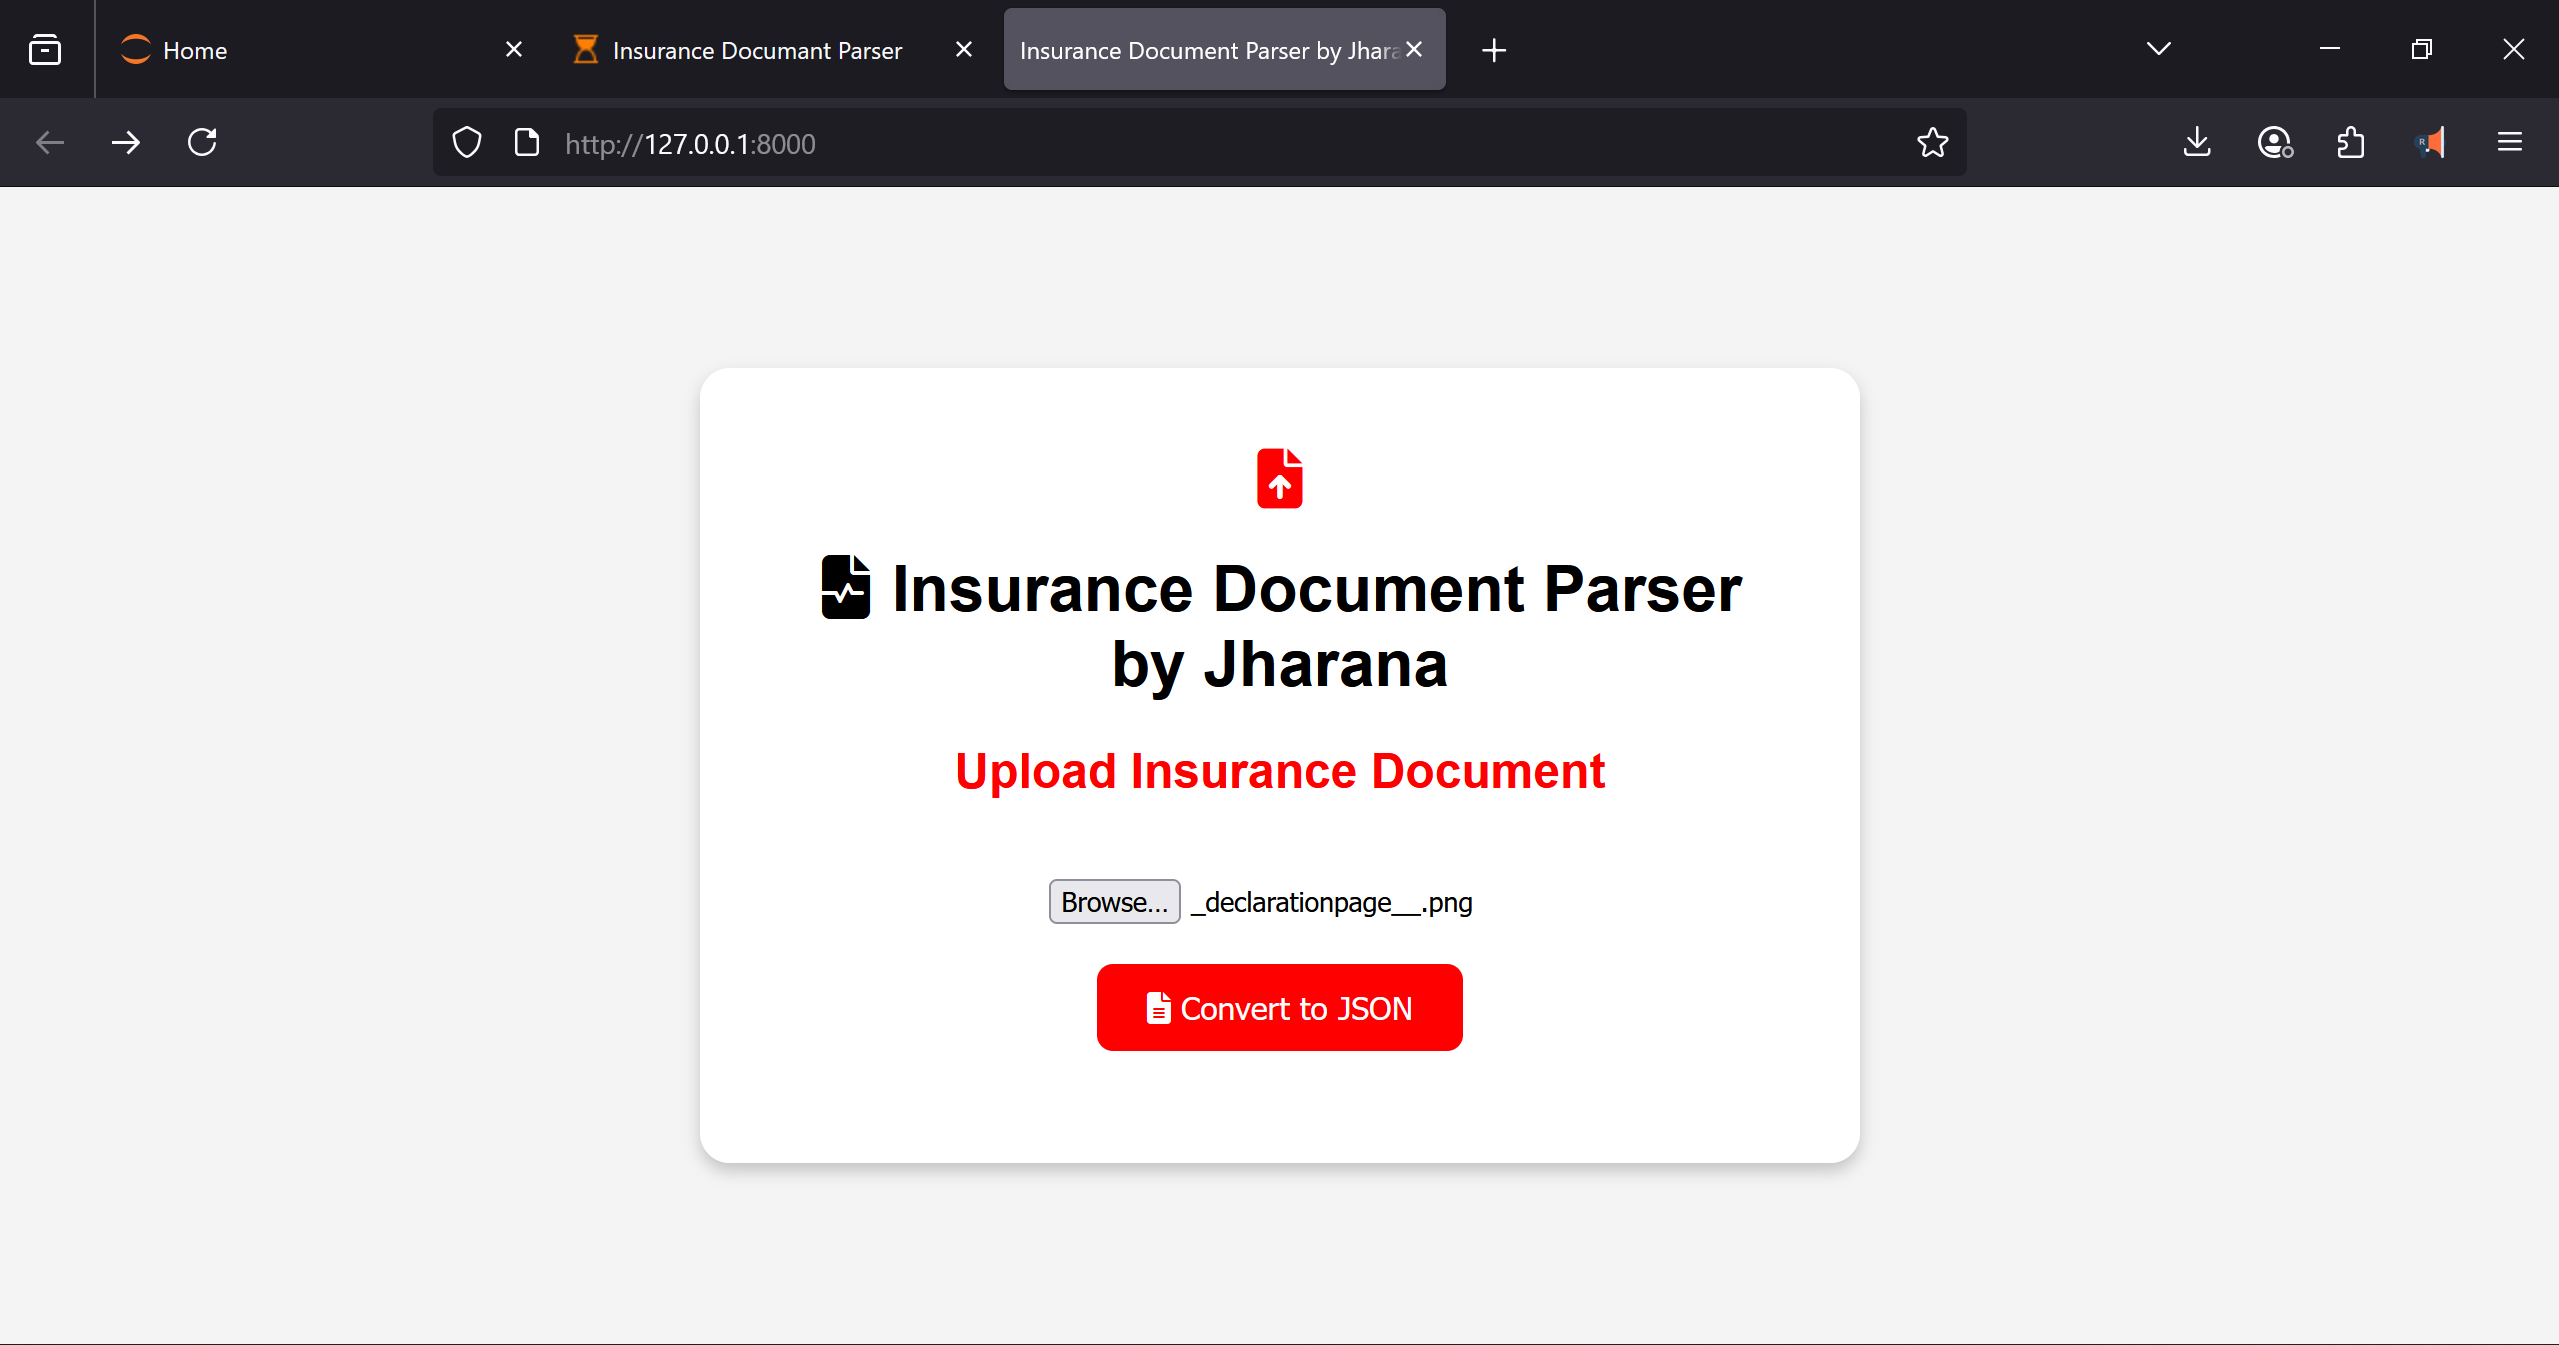 Home
Insurance Documant Parser
Insurance Document Parser by Jhara
http://127.0.0.1:8000
Insurance Document Parser
by Jharana
Upload Insurance Document
Browse... _declarationpage__.png
Convert to JSON